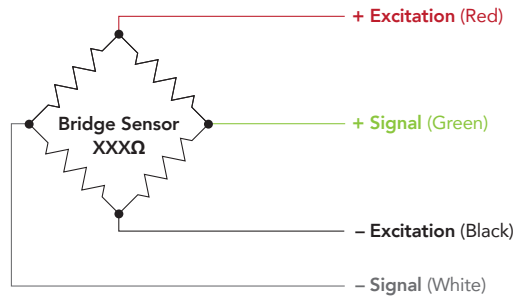 + Excitation (Red)
Bridge Sensor
XXXΩ
+ Signal (Green)
– Excitation (Black)
– Signal (White)